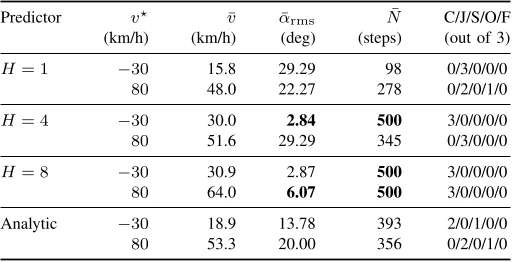 Predictor v⋆ v̄ ᾱrms N̄ C/J/S/O/F
(km/h) (km/h) (deg) (steps) (out of 3)
H = 1 −30 15.8 29.29 98 0/3/0/0/0
80 48.0 22.27 278 0/2/0/1/0
H = 4 −30 30.0 2.84 500 3/0/0/0/0
80 51.6 29.29 345 0/3/0/0/0
H = 8 −30 30.9 2.87 500 3/0/0/0/0
80 64.0 6.07 500 3/0/0/0/0
Analytic −30 18.9 13.78 393 2/0/1/0/0
80 53.3 20.00 356 0/2/0/1/0